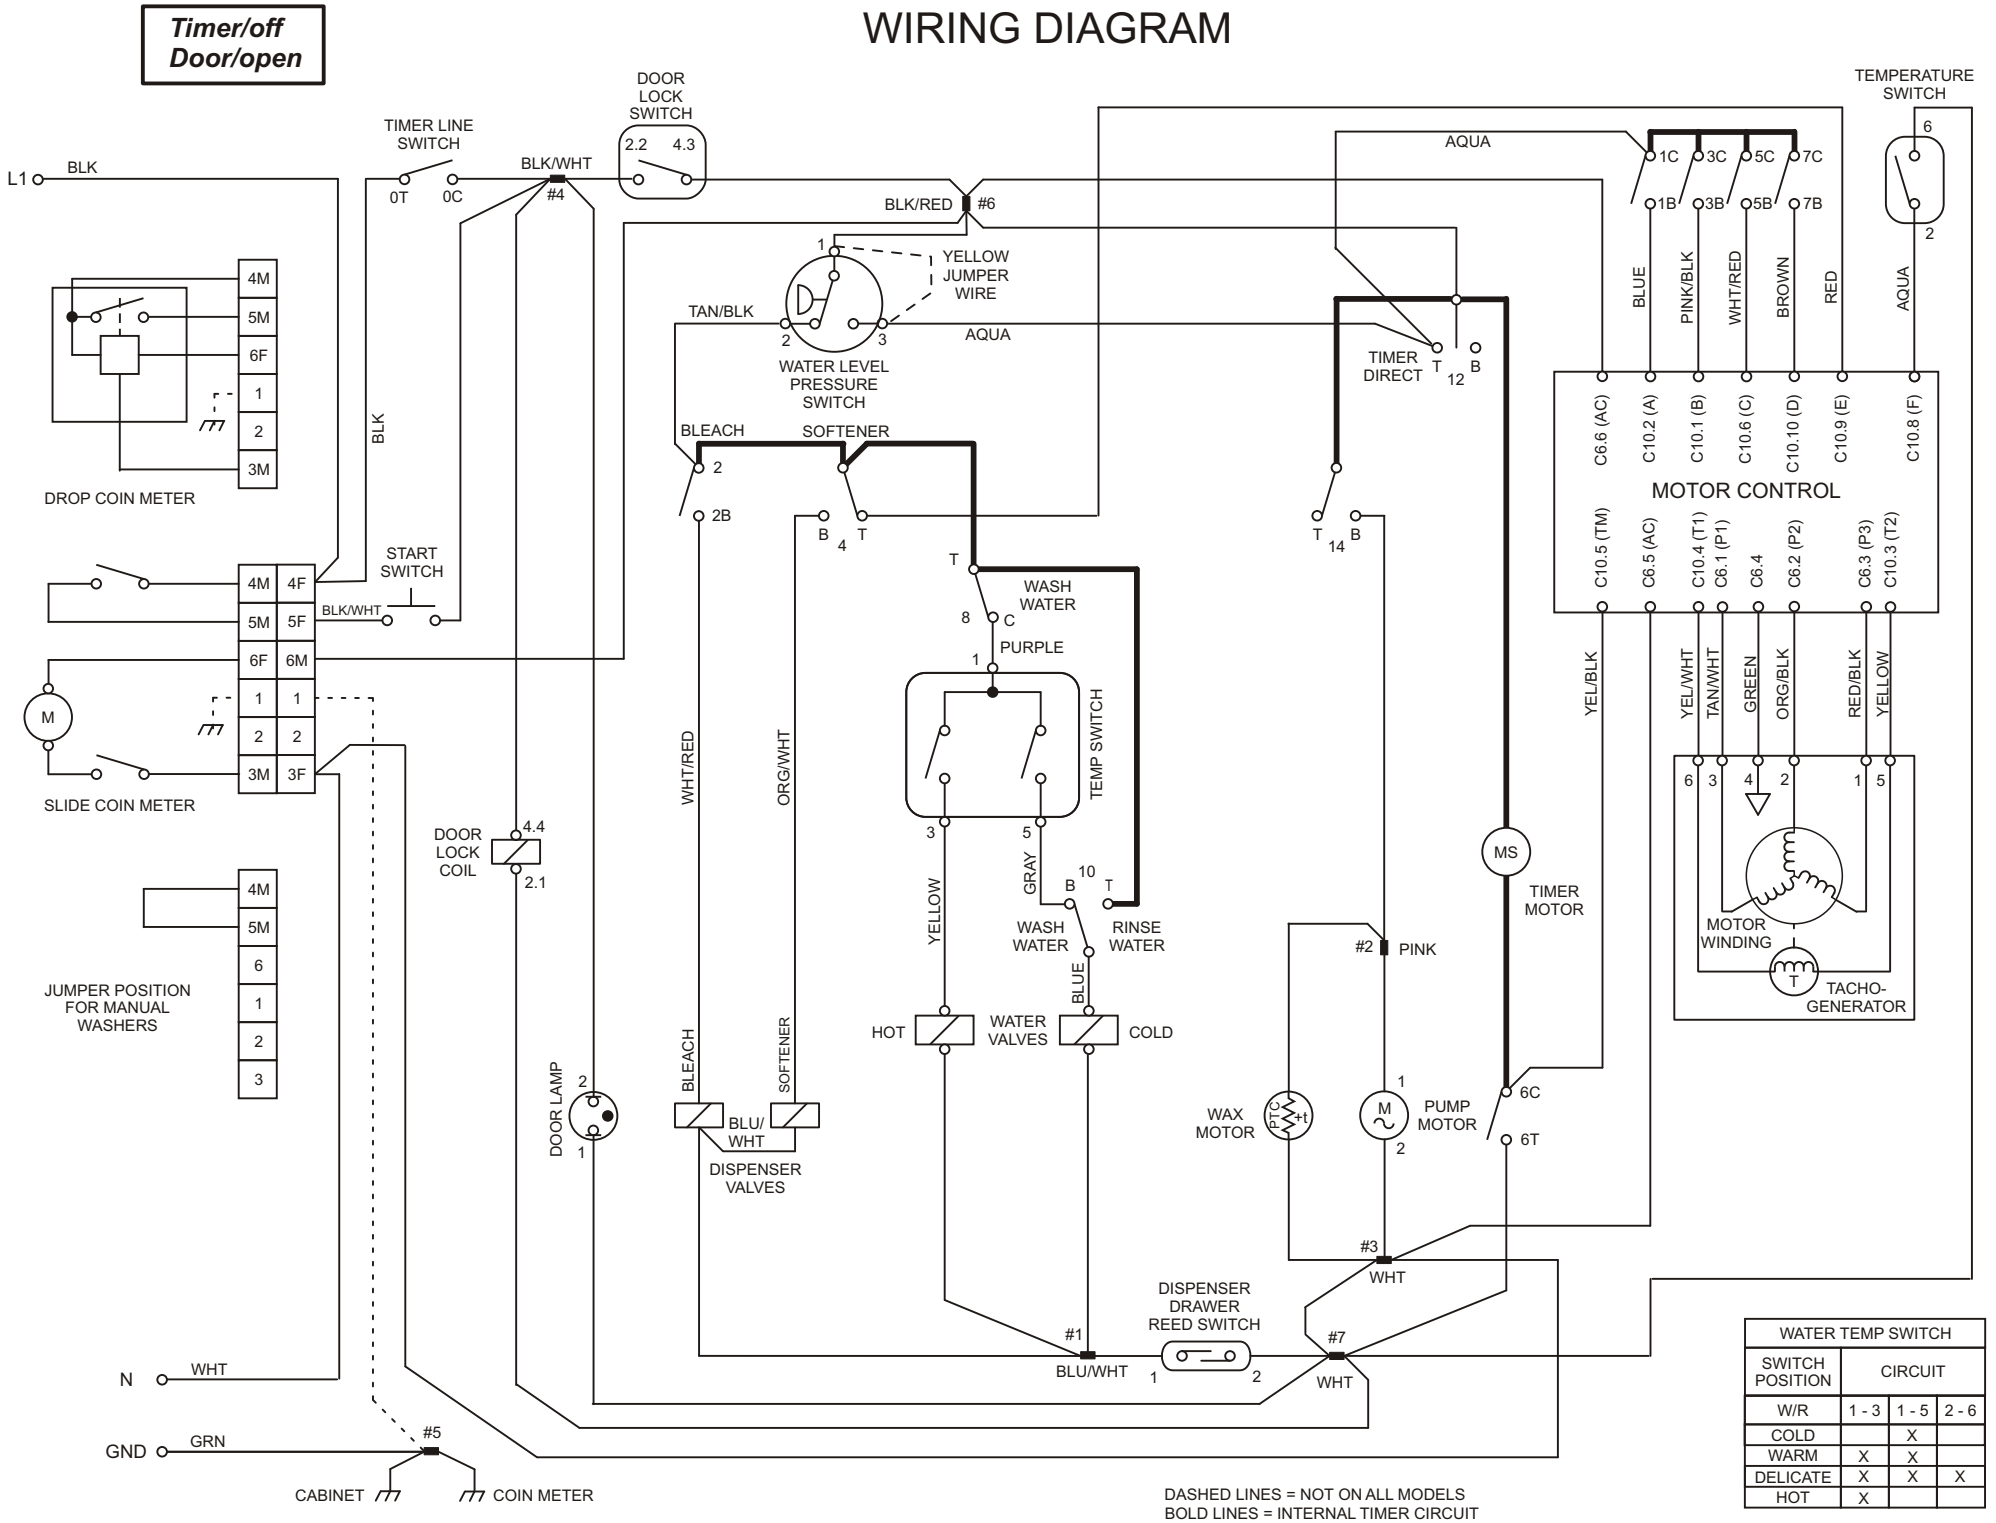 WIRING DIAGRAM
Timer/off
Door/open
DOOR
LOCK
SWITCH
2.2 4.3
TIMER LINE
SWITCH
0T 0C
BLK/WHT
#4
L1 BLK
BLK/RED #6
AQUA
1C 3C 5C 7C
1B 3B 5B 7B
TEMPERATURE
SWITCH
6
2
BLUE
PINK/BLK
WHT/RED
BROWN
RED
AQUA
4M
5M
6F
1
2
3M
DROP COIN METER
BLK
1
YELLOW
JUMPER
WIRE
TAN/BLK
2 3
AQUA
WATER LEVEL
PRESSURE
SWITCH
TIMER
DIRECT
T B
12
BLEACH
SOFTENER
2
2B
B T
4
T B
14
C6.6 (AC)
C10.2 (A)
C10.1 (B)
C10.6 (C)
C10.10 (D)
C10.9 (E)
C10.8 (F)
MOTOR CONTROL
C10.5 (TM)
C6.5 (AC)
C10.4 (T1)
C6.1 (P1)
C6.4
C6.2 (P2)
C6.3 (P3)
C10.3 (T2)
START
SWITCH
BLK/WHT
4M 4F
5M 5F
6F 6M
1 1
2 2
3M 3F
M
SLIDE COIN METER
T
WASH
WATER
8 C
PURPLE
1
TEMP SWITCH
3 5
WHT/RED
ORG/WHT
YELLOW
GRAY
10
B T
WASH
WATER
RINSE
WATER
BLUE
YEL/BLK
YEL/WHT
TAN/WHT
GREEN
ORG/BLK
RED/BLK
YELLOW
6 3 4 2 1 5
MOTOR
WINDING
T
TACHO-
GENERATOR
DOOR
LOCK
COIL
4.4
2.1
MS
TIMER
MOTOR
4M
5M
6
1
2
3
JUMPER POSITION
FOR MANUAL
WASHERS
#2 PINK
HOT
WATER
VALVES
COLD
BLEACH
SOFTENER
DOOR LAMP
2
1
BLU/
WHT
DISPENSER
VALVES
WAX
MOTOR
PTC
+t
1
M
2
PUMP
MOTOR
6C
6T
#3
WHT
DISPENSER
DRAWER
REED SWITCH
#1
BLU/WHT
1 2
#7
WHT
N WHT
GND GRN
#5
CABINET
COIN METER
DASHED LINES = NOT ON ALL MODELS
BOLD LINES = INTERNAL TIMER CIRCUIT
WATER TEMP SWITCH
SWITCH
POSITION
CIRCUIT
W/R 1 - 3 1 - 5 2 - 6
COLD X
WARM X X
DELICATE X X X
HOT X